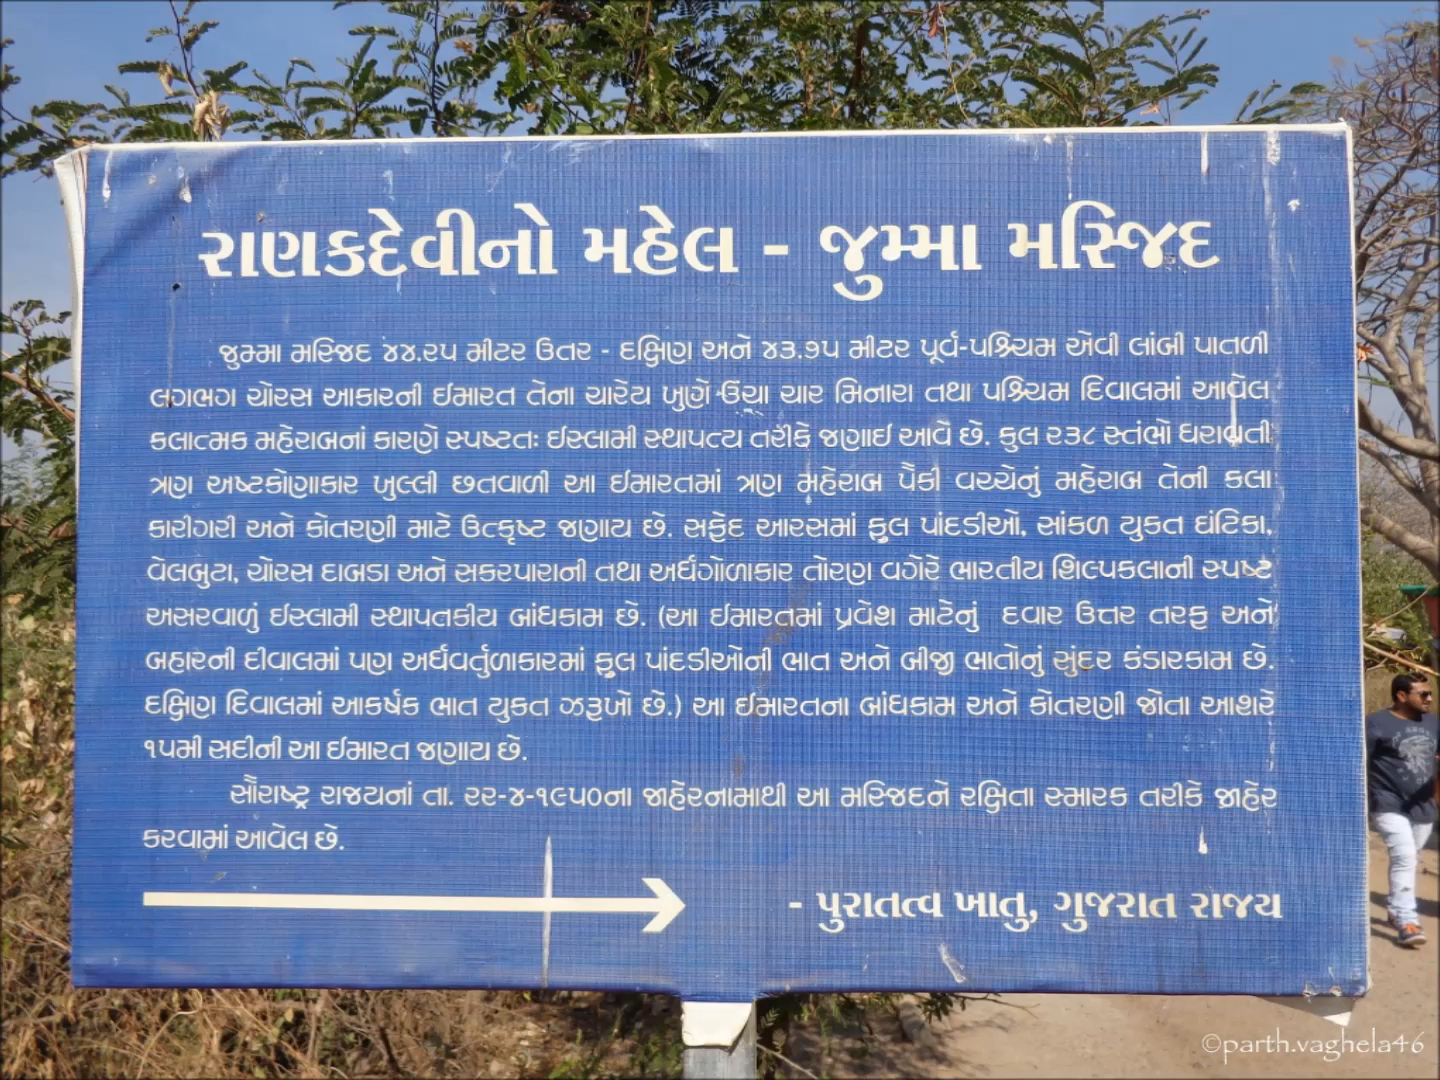 રાણકદેવીનો મહેલ - જુમ્મા મસ્જિદ
જુમ્મા મસ્જિદ ૪૪.૨૫ મીટર ઉતર - દક્ષિણ અને ૪૩.૭૫ મીટર પૂર્વ-પશ્ચિમ એવી લાંબી પાતળી
લગભગ ચોરસ આકારની ઈમારત તેના ચારેય ખુણે ઉંચા ચાર મિનારા તથા પશ્ચિમ દિવાલમાં આવેલ
કલાત્મક મહેરાબનાં કારણે સ્પષ્ટતઃ ઈસ્લામી સ્થાપત્ય તરીકે જણાઈ આવે છે. કુલ ૨૩૮ સ્તંભો ધરાવતી
ત્રણ અષ્ટકોણાકાર ખુલ્લી છતવાળી આ ઈમારતમાં ત્રણ મહેરાબ પૈકી વચ્ચેનું મહેરાબ તેની કલા
કારીગરી અને કોતરણી માટે ઉત્કૃષ્ટ જણાય છે. સફેદ આરસમાં ફુલ પાંદડીઓ, સાંકળ યુકત ઘંટિકા,
વેલબુટા, ચોરસ દાબડા અને સકરપારાની તથા અર્ધગોળાકાર તોરણ વગેરે ભારતીય શિલ્પકલાની સ્પષ્ટ
અસરવાળું ઈસ્લામી સ્થાપતકીય બાંધકામ છે. (આ ઈમારતમાં પ્રવેશ માટેનું દવાર ઉત્તર તરફ અને
બહારની દીવાલમાં પણ અર્ધવર્તુળાકારમાં ફુલ પાંદડીઓની ભાત અને બીજી ભાતોનું સુંદર કંડારકામ છે.
દક્ષિણ દિવાલમાં આકર્ષક ભાત યુકત ઝરૂખો છે.) આ ઈમારતના બાંધકામ અને કોતરણી જોતા આશરે
૧૫મી સદીની આ ઈમારત જણાય છે.
સૌરાષ્ટ્ર રાજયનાં તા. ૨૨-૪-૧૯૫૦ના જાહેરનામાથી આ મસ્જિદને રક્ષિતા સ્મારક તરીકે જાહેર
કરવામાં આવેલ છે.
- પુરાતત્વ ખાતુ, ગુજરાત રાજ્ય
©parth.vaghela46